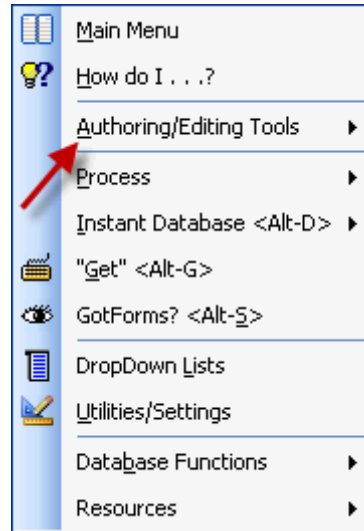 Main Menu
How do I . . .?
Authoring/Editing Tools
Process
Instant Database <Alt-D>
"Get" <Alt-G>
GotForms? <Alt-S>
DropDown Lists
Utilities/Settings
Database Functions
Resources